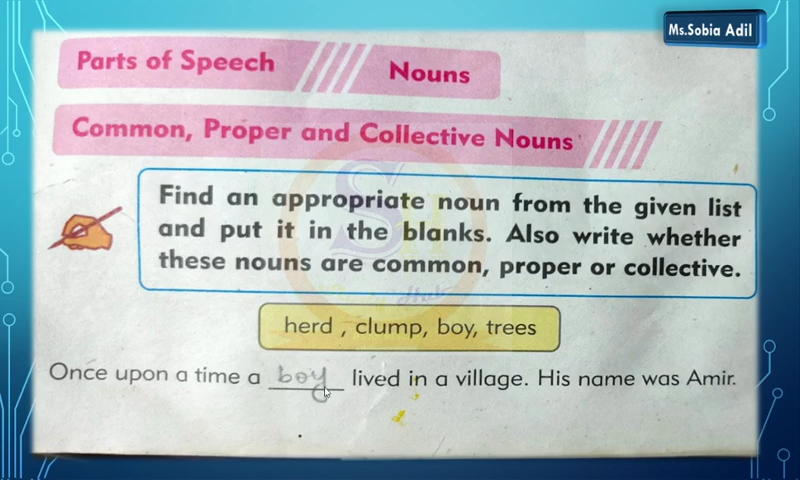 Ms.Sobia Adil
Parts of Speech Nouns
Common, Proper and Collective Nouns
Find an appropriate noun from the given list
and put it in the blanks. Also write whether
these nouns are common, proper or collective.
herd , clump, boy, trees
Once upon a time a boy lived in a village. His name was Amir.